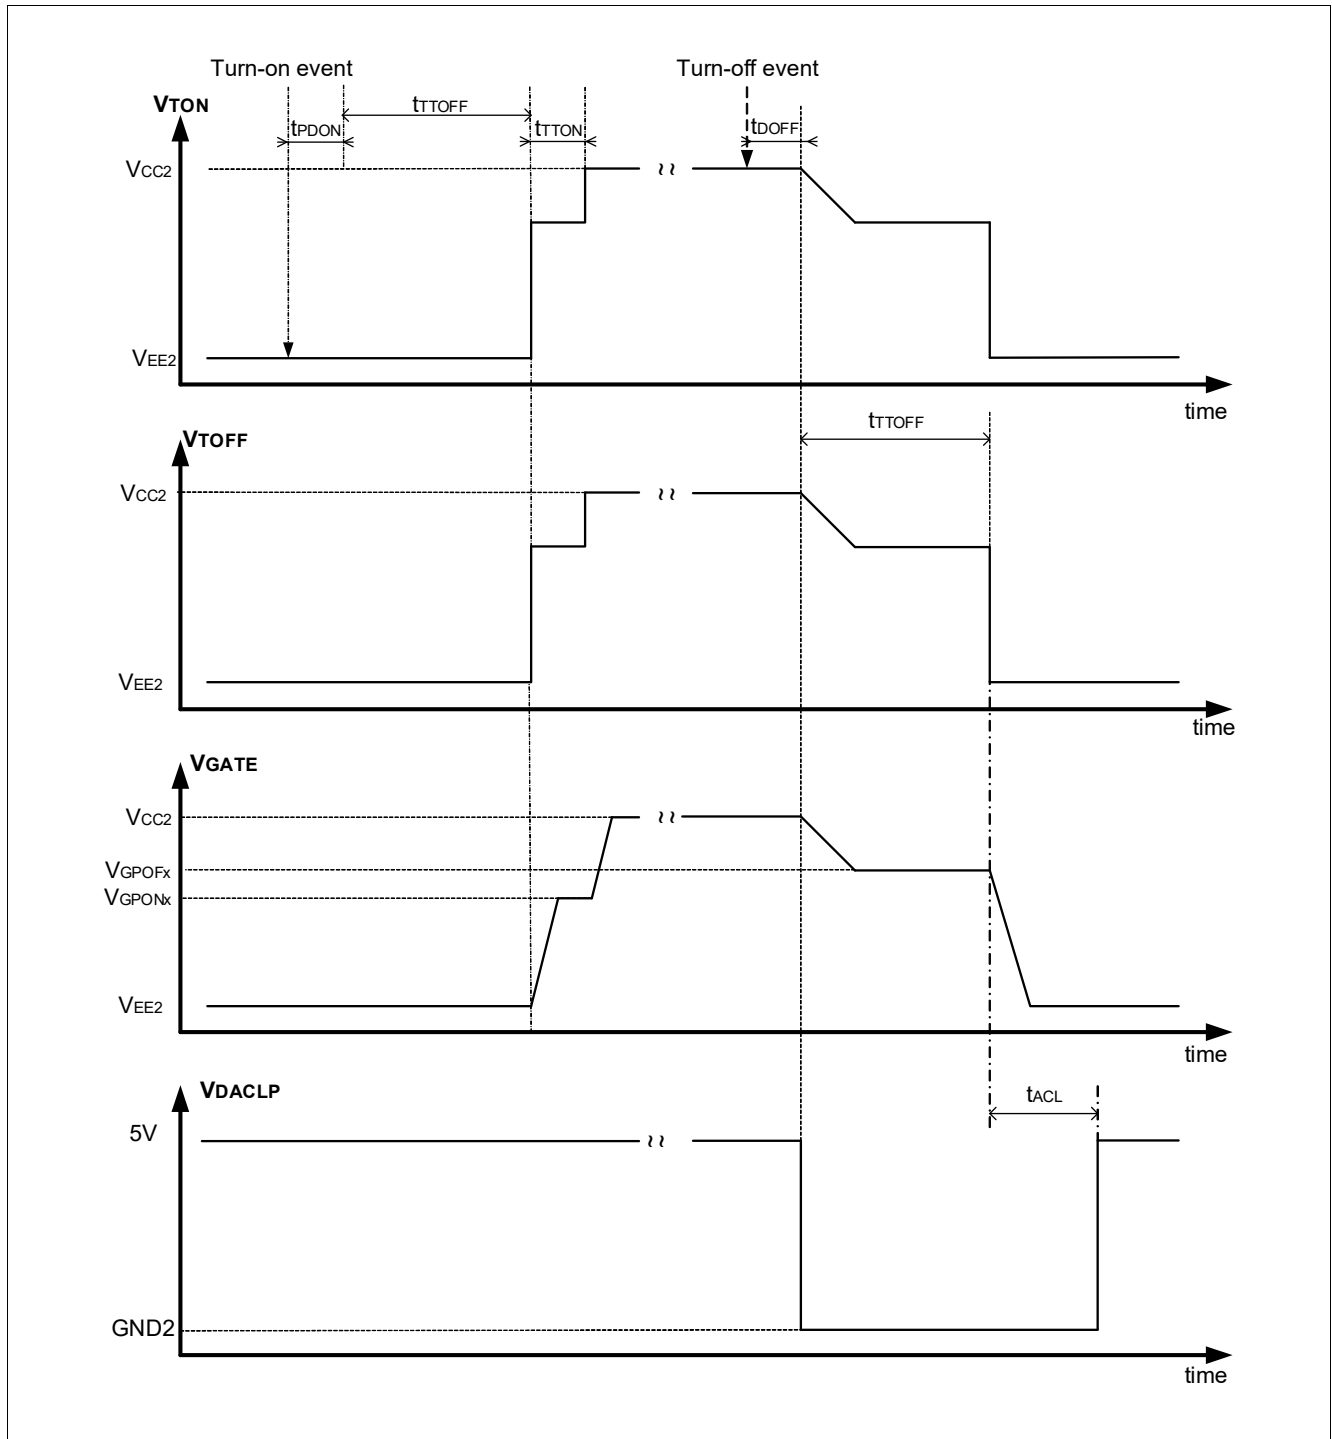 Turn-on event
Turn-off event
VTON
tTTOFF
tPDON
tTTON
tDOFF
VCC2
VEE2
time
VTOFF
tTTOFF
VCC2
VEE2
time
VGATE
VCC2
VGPOFx
VGPONx
VEE2
time
VDACLP
tACL
5V
GND2
time